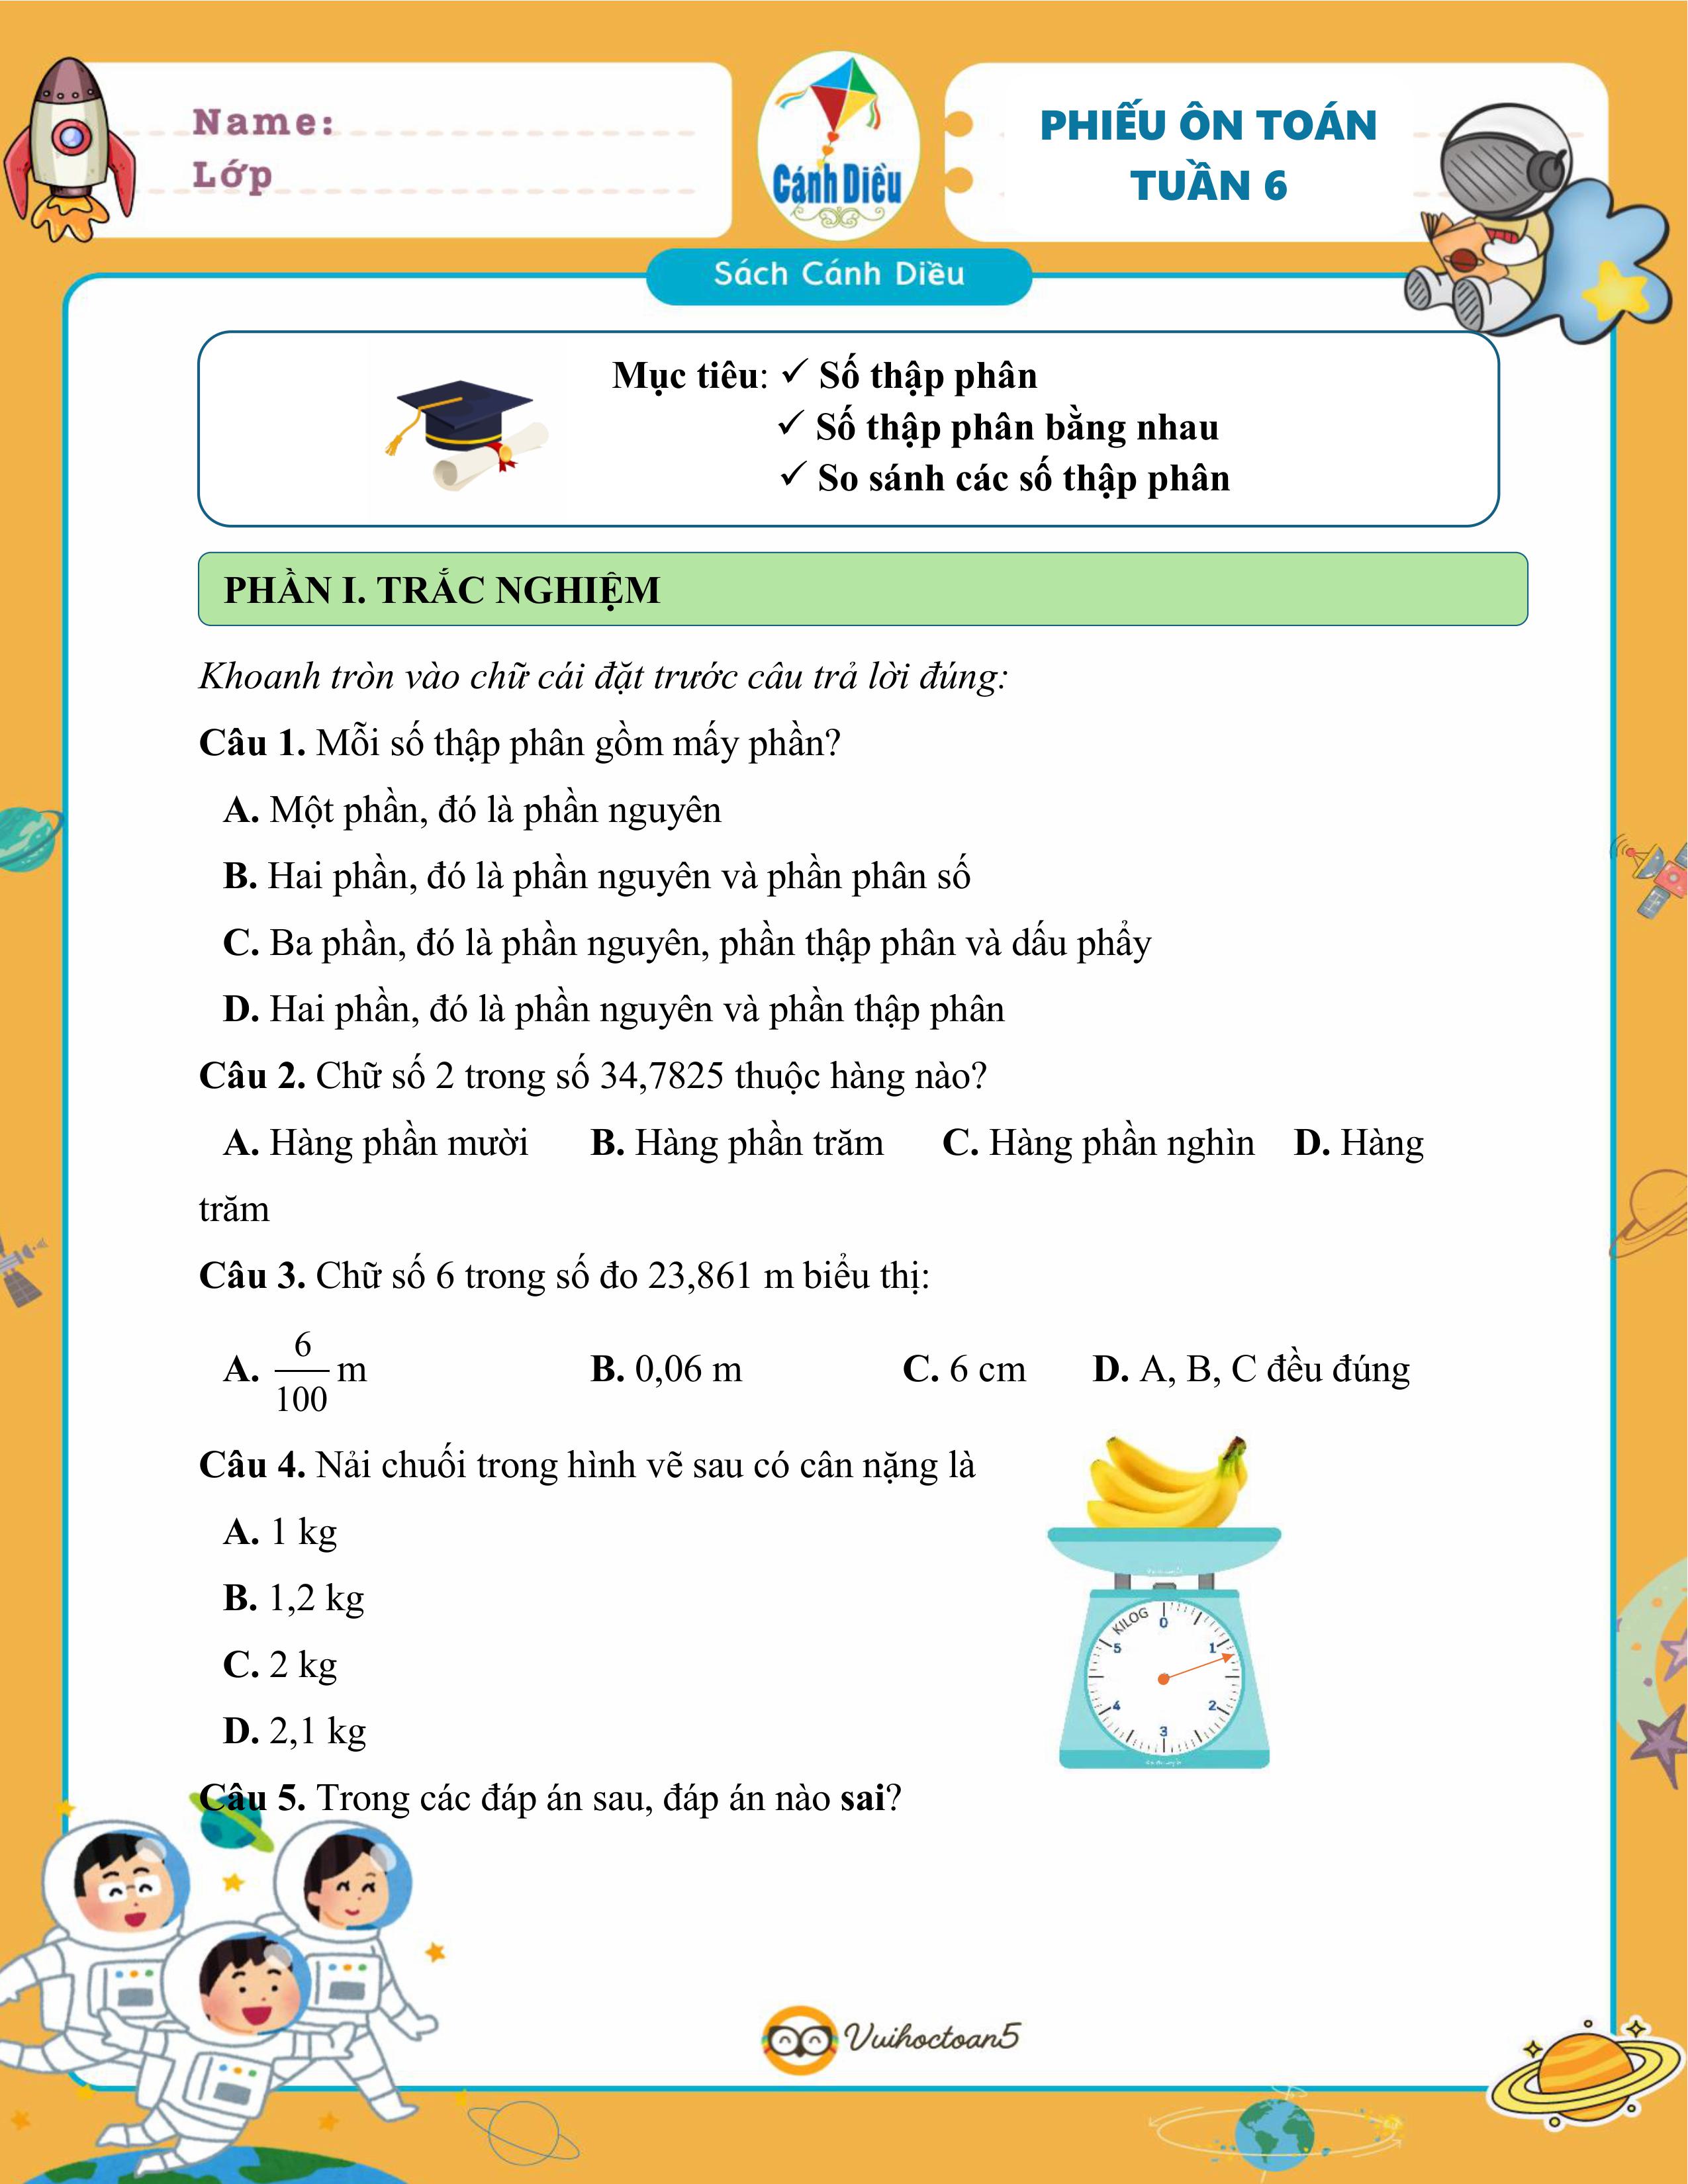 Name:
Lớp
Cánh Diều
PHIẾU ÔN TOÁN
TUẦN 6
Sách Cánh Diều
Mục tiêu: ✓ Số thập phân
✓ Số thập phân bằng nhau
✓ So sánh các số thập phân
PHẦN I. TRẮC NGHIỆM
Khoanh tròn vào chữ cái đặt trước câu trả lời đúng:
Câu 1. Mỗi số thập phân gồm mấy phần?
A. Một phần, đó là phần nguyên
B. Hai phần, đó là phần nguyên và phần phân số
C. Ba phần, đó là phần nguyên, phần thập phân và dấu phẩy
D. Hai phần, đó là phần nguyên và phần thập phân
Câu 2. Chữ số 2 trong số 34,7825 thuộc hàng nào?
A. Hàng phần mười B. Hàng phần trăm C. Hàng phần nghìn D. Hàng
trăm
Câu 3. Chữ số 6 trong số đo 23,861 m biểu thị:
A. 6/100 m B. 0,06 m C. 6 cm D. A, B, C đều đúng
Câu 4. Nải chuối trong hình vẽ sau có cân nặng là
A. 1 kg
B. 1,2 kg
C. 2 kg
D. 2,1 kg
KILOG
0
1
2
3
4
5
Câu 5. Trong các đáp án sau, đáp án nào sai?
Vuihoctoan5